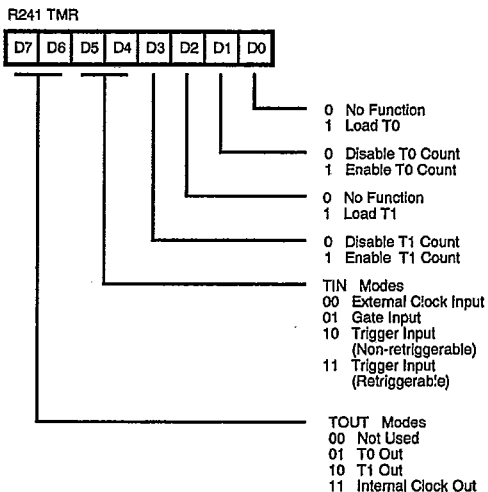 R241 TMR
D7 D6 D5 D4 D3 D2 D1 D0
0 No Function
1 Load T0
0 Disable T0 Count
1 Enable T0 Count
0 No Function
1 Load T1
0 Disable T1 Count
1 Enable T1 Count
TIN Modes
00 External Clock Input
01 Gate Input
10 Trigger Input
(Non-retriggerable)
11 Trigger Input
(Retriggerable)
TOUT Modes
00 Not Used
01 T0 Out
10 T1 Out
11 Internal Clock Out